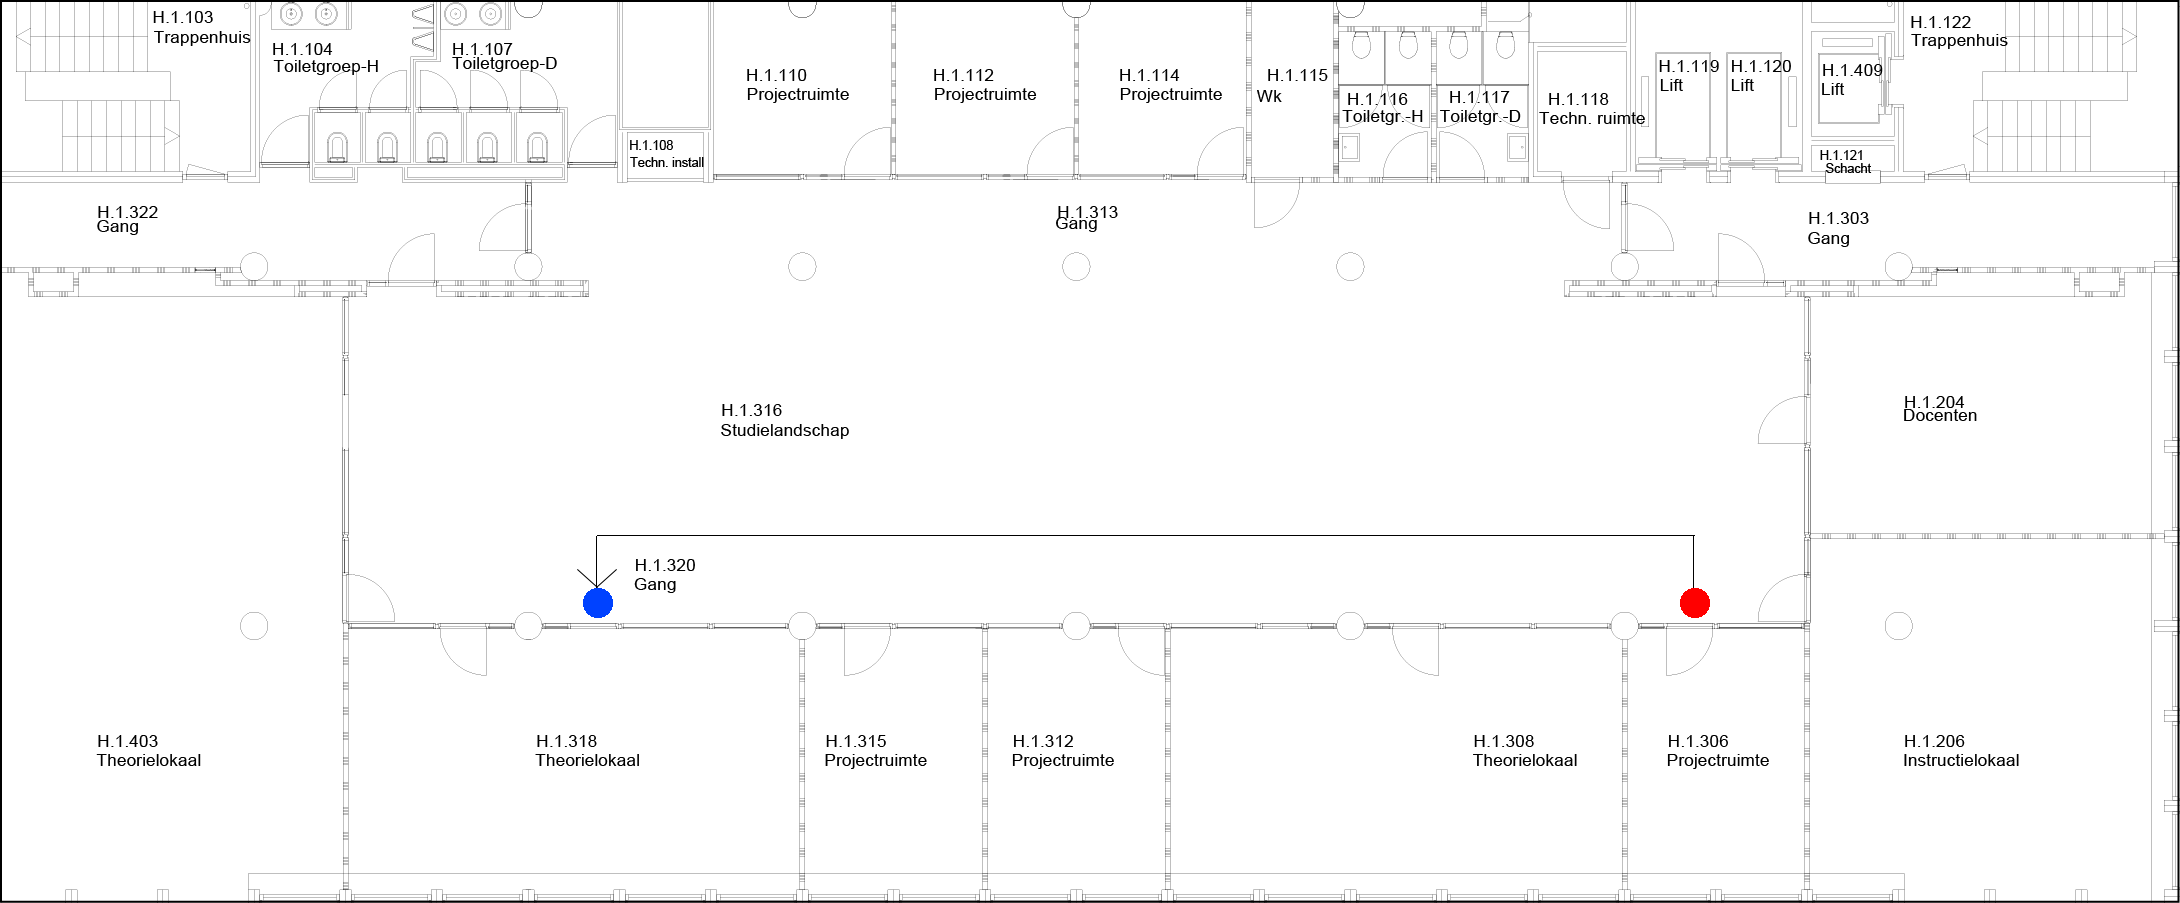 H.1.103
Trappenhuis
H.1.104
Toiletgroep-H
H.1.107
Toiletgroep-D
H.1.108
Techn. install
H.1.110
Projectruimte
H.1.112
Projectruimte
H.1.114
Projectruimte
H.1.115
Wk
H.1.116
Toiletgr.-H
H.1.117
Toiletgr.-D
H.1.118
Techn. ruimte
H.1.119
Lift
H.1.120
Lift
H.1.409
Lift
H.1.121
Schacht
H.1.122
Trappenhuis
H.1.322
Gang
H.1.313
Gang
H.1.303
Gang
H.1.316
Studielandschap
H.1.204
Docenten
H.1.320
Gang
H.1.403
Theorielokaal
H.1.318
Theorielokaal
H.1.315
Projectruimte
H.1.312
Projectruimte
H.1.308
Theorielokaal
H.1.306
Projectruimte
H.1.206
Instructielokaal